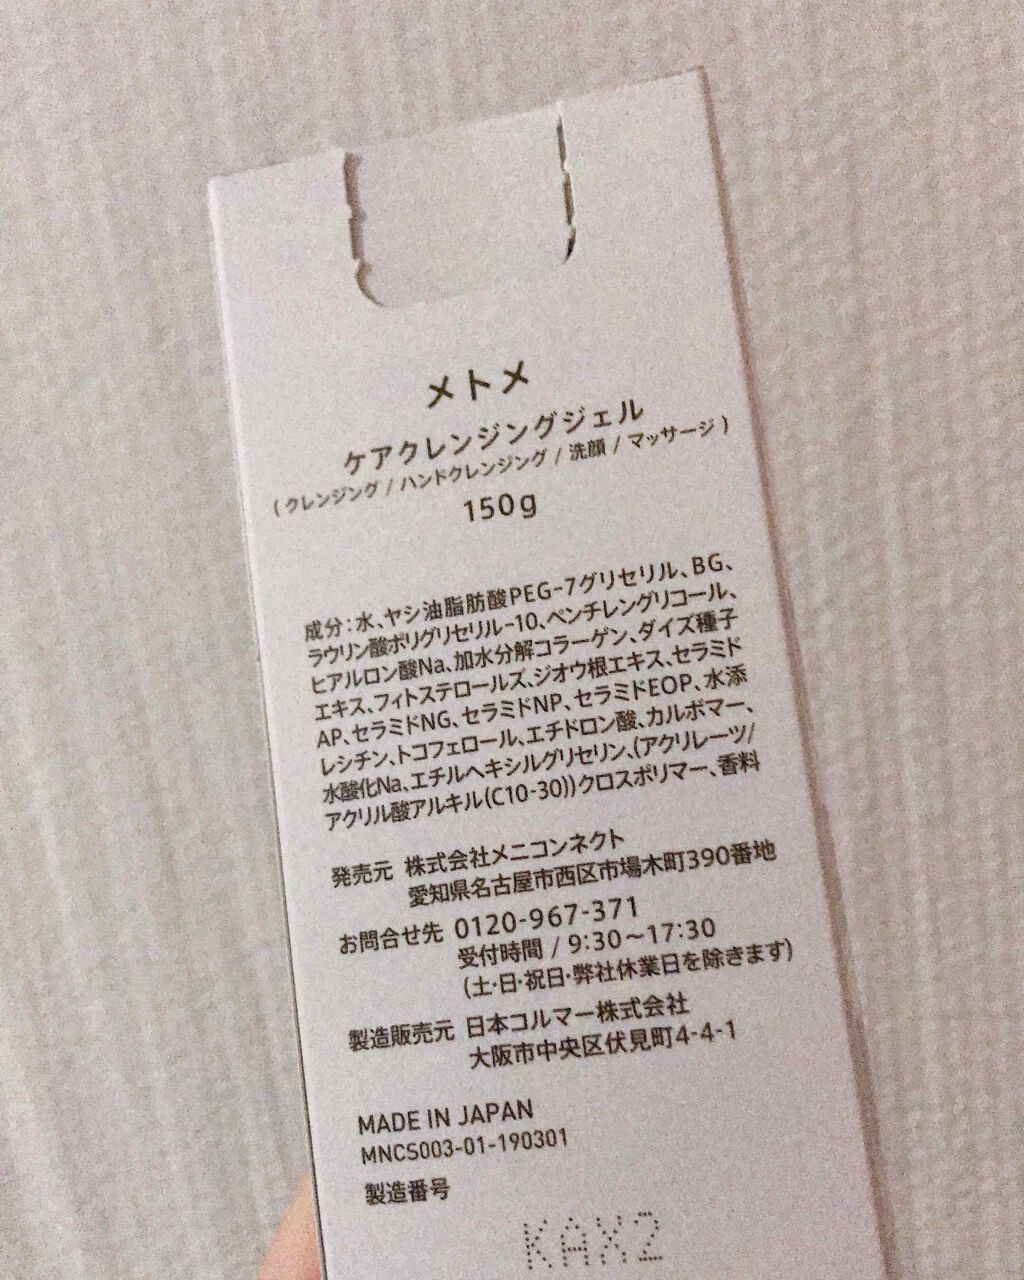 メトメ
ケアクレンジングジェル
(クレンジング / ハンドクレンジング / 洗顔 / マッサージ)
150g
成分:水、ヤシ油脂肪酸PEG-7グリセリル、BG、
ラウリン酸ポリグリセリル-10、ペンチレングリコール、
ヒアルロン酸Na、加水分解コラーゲン、ダイズ種子
エキス、フィトステロールズ、ジオウ根エキス、セラミド
AP、セラミドNG、セラミドNP、セラミドEOP、水添
レシチン、トコフェロール、エチドロン酸、カルボマー、
水酸化Na、エチルヘキシルグリセリン、(アクリレーツ/
アクリル酸アルキル(C10-30))クロスポリマー、香料
発売元 株式会社メニコンネクト
愛知県名古屋市西区市場木町390番地
お問合せ先 0120-967-371
受付時間 / 9:30～17:30
(土・日・祝日・弊社休業日を除きます)
製造販売元 日本コルマー株式会社
大阪市中央区伏見町4-4-1
MADE IN JAPAN
MNCS003-01-190301
製造番号
KAX2